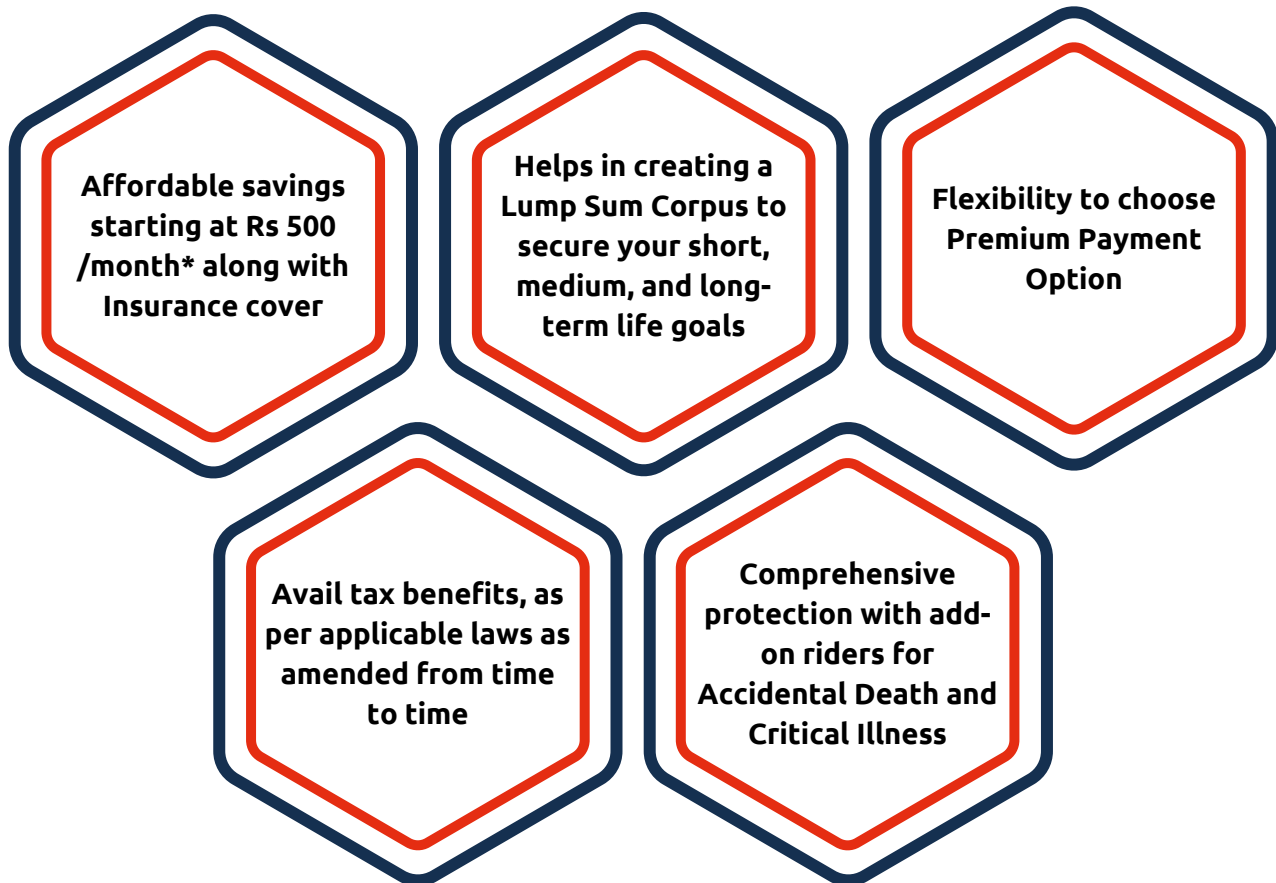 Affordable savings
starting at Rs 500
/month* along with
Insurance cover
Helps in creating a
Lump Sum Corpus to
secure your short,
medium, and long-
term life goals
Flexibility to choose
Premium Payment
Option
Avail tax benefits, as
per applicable laws as
amended from time
to time
Comprehensive
protection with add-
on riders for
Accidental Death and
Critical Illness